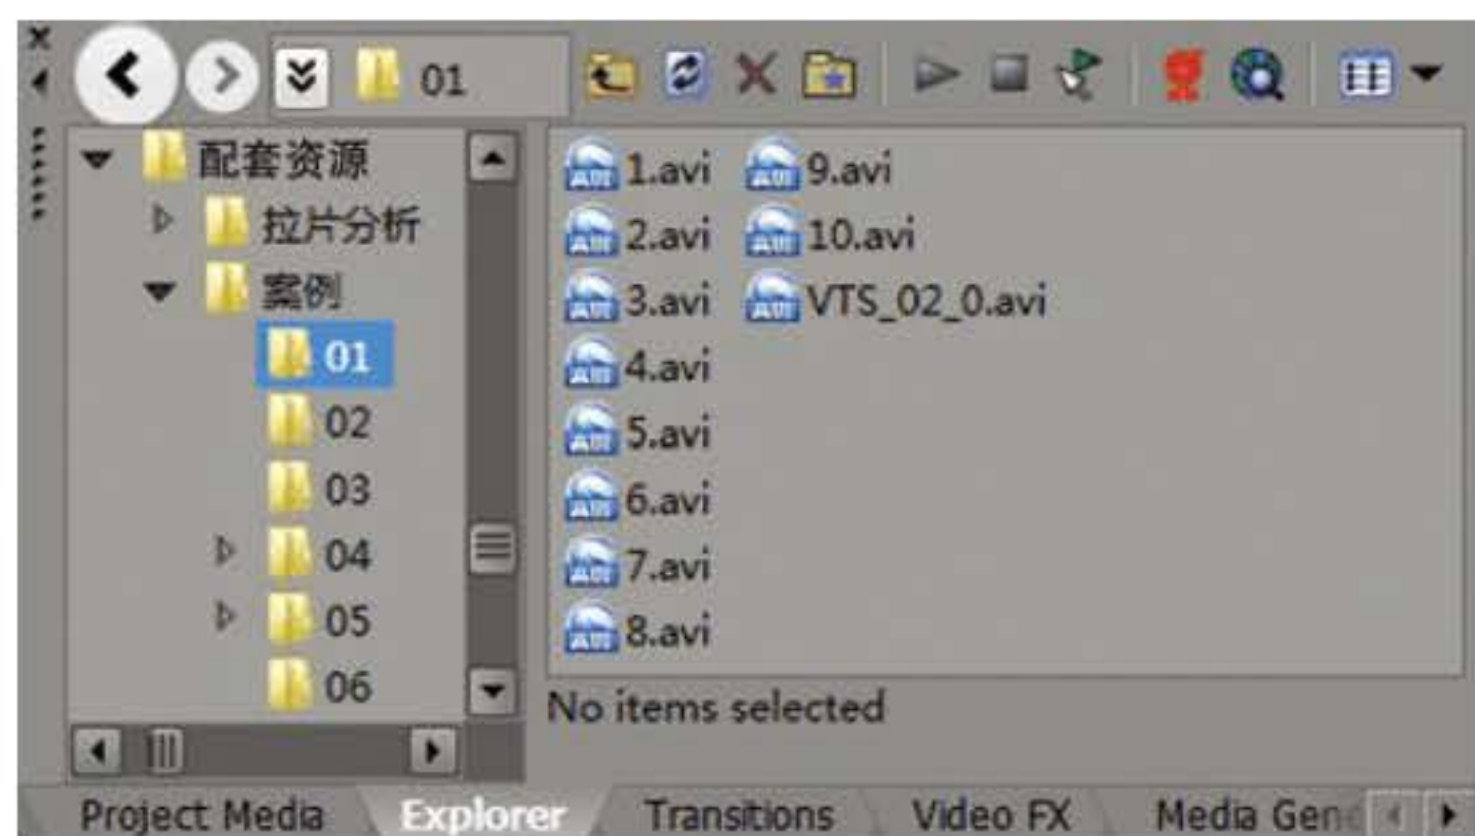 01
配套资源
拉片分析
案例
01
02
03
04
05
06
1.avi
2.avi
3.avi
4.avi
5.avi
6.avi
7.avi
8.avi
9.avi
10.avi
VTS_02_0.avi
No items selected
Project Media Explorer Transitions Video FX Media Gene